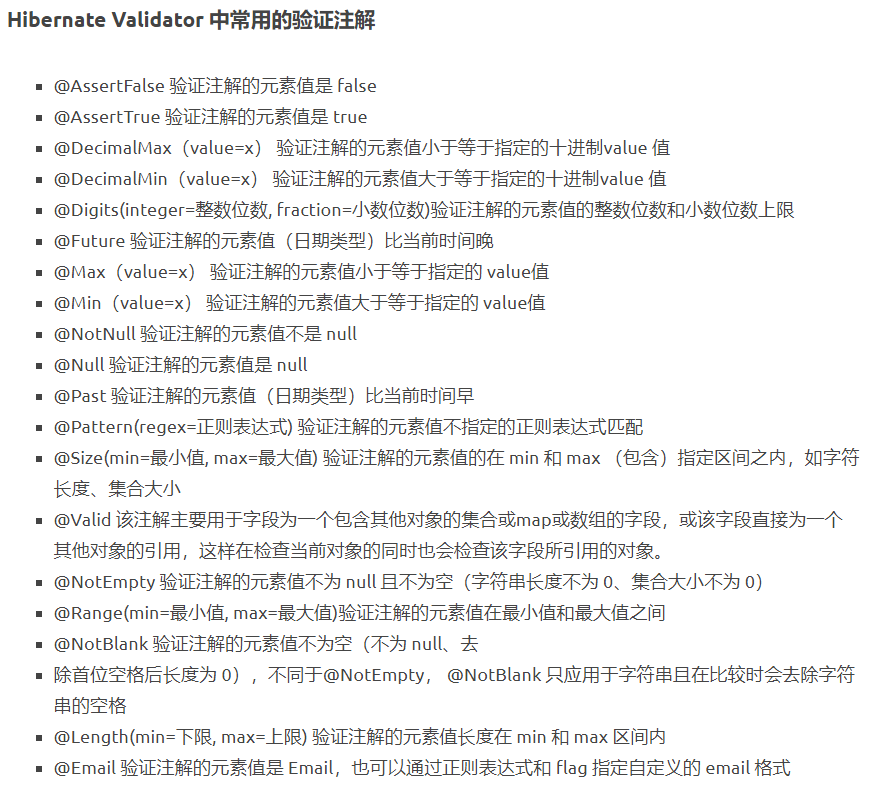 Hibernate Validator 中常用的验证注解
@AssertFalse 验证注解的元素值是 false
@AssertTrue 验证注解的元素值是 true
@DecimalMax（value=x） 验证注解的元素值小于等于指定的十进制value 值
@DecimalMin（value=x） 验证注解的元素值大于等于指定的十进制value 值
@Digits(integer=整数位数, fraction=小数位数)验证注解的元素值的整数位数和小数位数上限
@Future 验证注解的元素值（日期类型）比当前时间晚
@Max（value=x） 验证注解的元素值小于等于指定的 value值
@Min（value=x） 验证注解的元素值大于等于指定的 value值
@NotNull 验证注解的元素值不是 null
@Null 验证注解的元素值是 null
@Past 验证注解的元素值（日期类型）比当前时间早
@Pattern(regex=正则表达式) 验证注解的元素值不指定的正则表达式匹配
@Size(min=最小值, max=最大值) 验证注解的元素值的在 min 和 max （包含）指定区间之内，如字符
长度、集合大小
@Valid 该注解主要用于字段为一个包含其他对象的集合或map或数组的字段，或该字段直接为一个
其他对象的引用，这样在检查当前对象的同时也会检查该字段所引用的对象。
@NotEmpty 验证注解的元素值不为 null 且不为空（字符串长度不为 0、集合大小不为 0）
@Range(min=最小值, max=最大值)验证注解的元素值在最小值和最大值之间
@NotBlank 验证注解的元素值不为空（不为 null、去
除首位空格后长度为 0），不同于@NotEmpty， @NotBlank 只应用于字符串且在比较时会去除字符
串的空格
@Length(min=下限, max=上限) 验证注解的元素值长度在 min 和 max 区间内
@Email 验证注解的元素值是 Email，也可以通过正则表达式和 flag 指定自定义的 email 格式